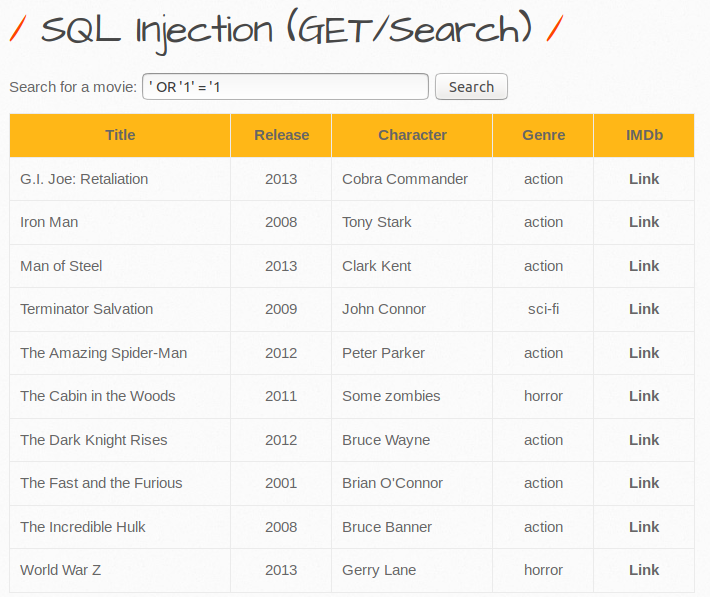 / SQL Injection (GET/Search) /
Search for a movie: ' OR '1' = '1 Search
Title Release Character Genre IMDb
G.I. Joe: Retaliation 2013 Cobra Commander action Link
Iron Man 2008 Tony Stark action Link
Man of Steel 2013 Clark Kent action Link
Terminator Salvation 2009 John Connor sci-fi Link
The Amazing Spider-Man 2012 Peter Parker action Link
The Cabin in the Woods 2011 Some zombies horror Link
The Dark Knight Rises 2012 Bruce Wayne action Link
The Fast and the Furious 2001 Brian O'Connor action Link
The Incredible Hulk 2008 Bruce Banner action Link
World War Z 2013 Gerry Lane horror Link